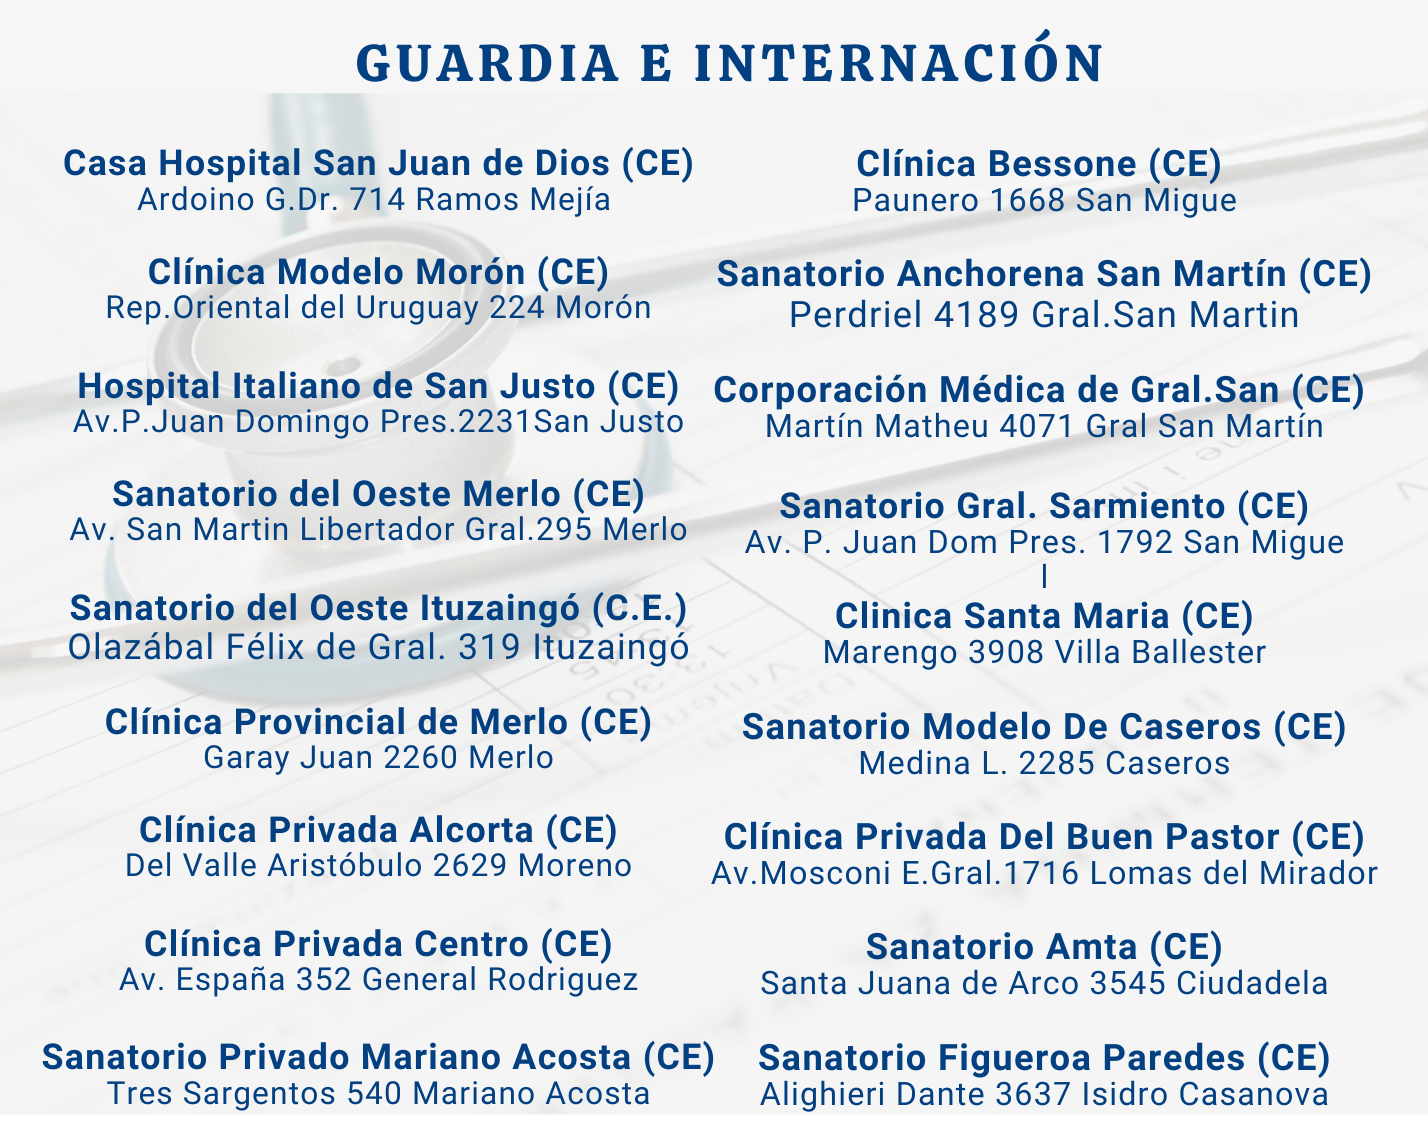 GUARDIA E INTERNACIÓN
Casa Hospital San Juan de Dios (CE)
Ardoino G.Dr. 714 Ramos Mejía
Clínica Modelo Morón (CE)
Rep.Oriental del Uruguay 224 Morón
Hospital Italiano de San Justo (CE)
Av.P.Juan Domingo Pres.2231San Justo
Sanatorio del Oeste Merlo (CE)
Av. San Martin Libertador Gral.295 Merlo
Sanatorio del Oeste Ituzaingó (C.E.)
Olazábal Félix de Gral. 319 Ituzaingó
Clínica Provincial de Merlo (CE)
Garay Juan 2260 Merlo
Clínica Privada Alcorta (CE)
Del Valle Aristóbulo 2629 Moreno
Clínica Privada Centro (CE)
Av. España 352 General Rodriguez
Sanatorio Privado Mariano Acosta (CE)
Tres Sargentos 540 Mariano Acosta
Clínica Bessone (CE)
Paunero 1668 San Migue
Sanatorio Anchorena San Martín (CE)
Perdriel 4189 Gral.San Martin
Corporación Médica de Gral.San (CE)
Martín Matheu 4071 Gral San Martín
Sanatorio Gral. Sarmiento (CE)
Av. P. Juan Dom Pres. 1792 San Migue
l
Clinica Santa Maria (CE)
Marengo 3908 Villa Ballester
Sanatorio Modelo De Caseros (CE)
Medina L. 2285 Caseros
Clínica Privada Del Buen Pastor (CE)
Av.Mosconi E.Gral.1716 Lomas del Mirador
Sanatorio Amta (CE)
Santa Juana de Arco 3545 Ciudadela
Sanatorio Figueroa Paredes (CE)
Alighieri Dante 3637 Isidro Casanova